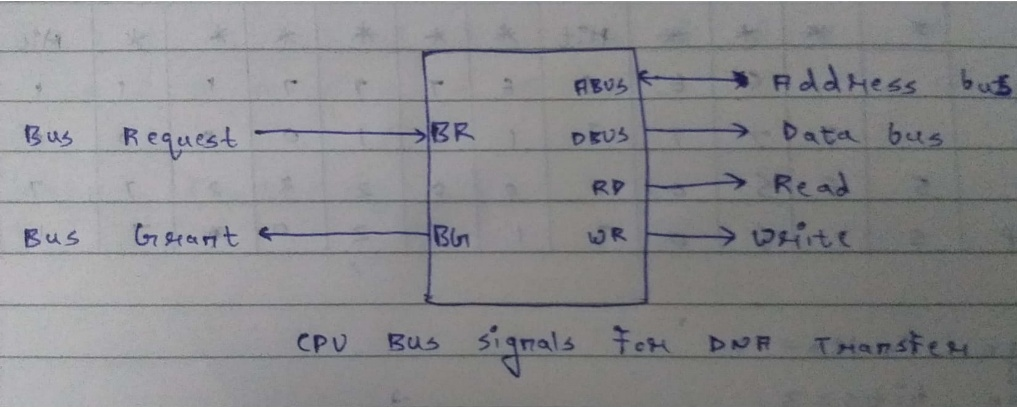 ABUS Address bus
Bus Request BR DBUS Data bus
RD Read
Bus Grant BG WR Write
CPU Bus signals for DMA Transfer